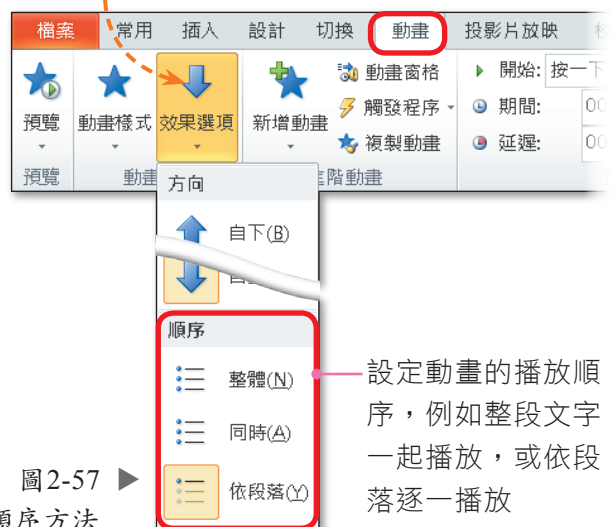 檔案 常用 插入 設計 切換 動畫 投影片放映
預覽 動畫樣式 效果選項 新增動畫 動畫窗格 觸發程序 複製動畫
開始: 按一下
期間: 00
延遲: 00
預覽 動畫 階動畫
方向
自下(B)
順序
整體(N)
同時(A)
依段落(Y)
設定動畫的播放順
序，例如整段文字
一起播放，或依段
落逐一播放
圖2-57 ▶
順序方法